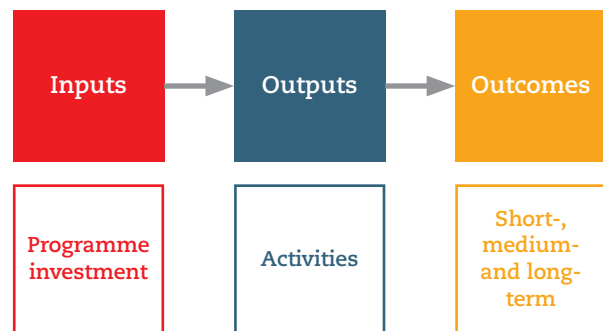 Inputs
Outputs
Outcomes
Programme
investment
Activities
Short-,
medium-
and long-
term